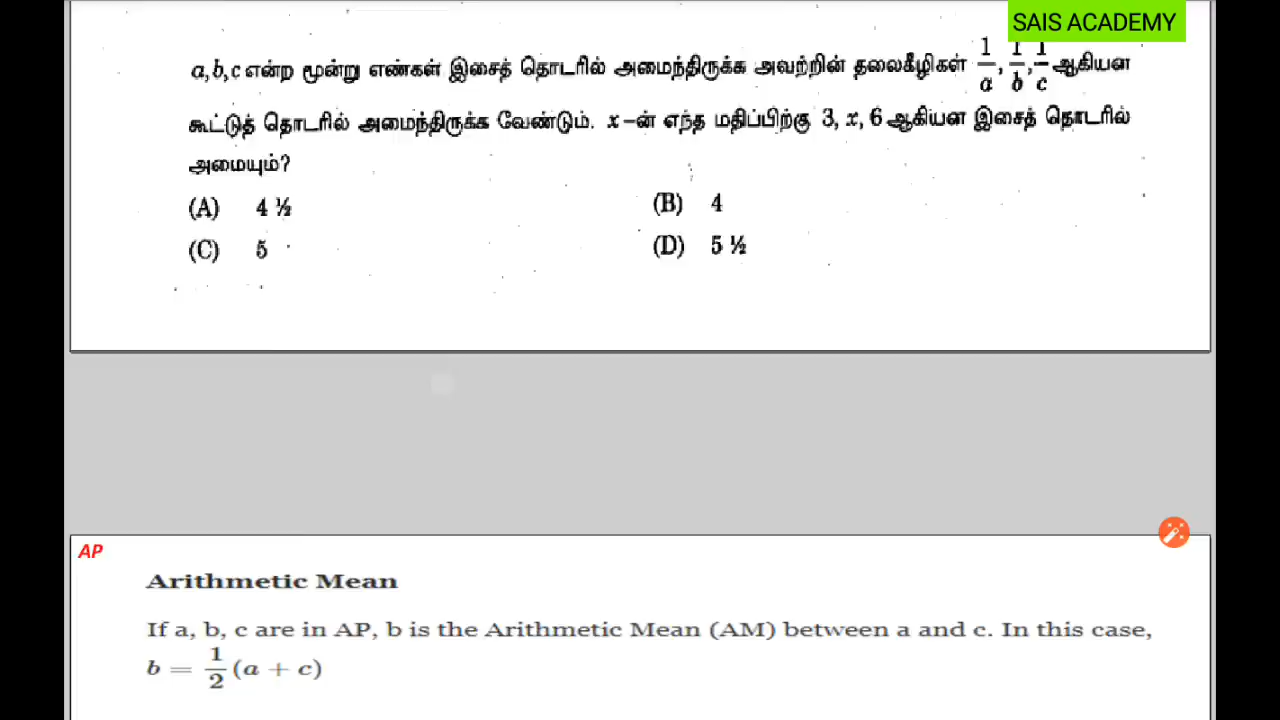 SAIS ACADEMY
a, b, c என்ற மூன்று எண்கள் இசைத் தொடரில் அமைந்திருக்க அவற்றின் தலைகீழிகள் 1/a, 1/b, 1/c ஆகியன
கூட்டுத் தொடரில் அமைந்திருக்க வேண்டும். x-ன் எந்த மதிப்பிற்கு 3, x, 6 ஆகியன இசைத் தொடரில்
அமையும்?
(A) 4 ½ (B) 4
(C) 5 (D) 5 ½
AP
Arithmetic Mean
If a, b, c are in AP, b is the Arithmetic Mean (AM) between a and c. In this case,
b = 1/2 (a + c)